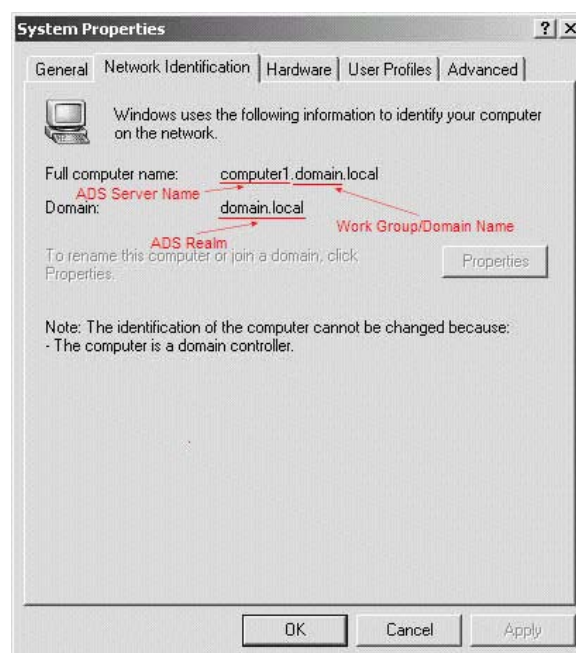 System Properties
? X
General Network Identification Hardware User Profiles Advanced
Windows uses the following information to identify your computer
on the network.
Full computer name: computer1.domain.local
ADS Server Name
Domain: domain.local
Work Group/Domain Name
ADS Realm
To rename this computer or join a domain, click
Properties.
Properties
Note: The identification of the computer cannot be changed because:
- The computer is a domain controller.
OK Cancel Apply